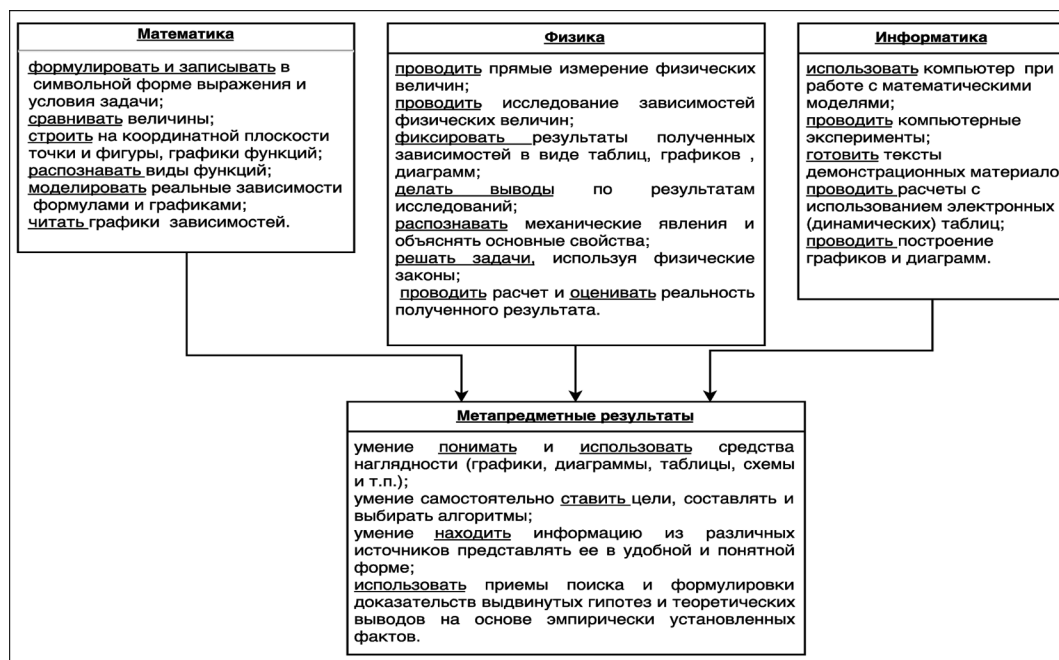 Математика
формулировать и записывать в
символьной форме выражения и
условия задачи;
сравнивать величины;
строить на координатной плоскости
точки и фигуры, графики функций;
распознавать виды функций;
моделировать реальные зависимости
формулами и графиками;
читать графики зависимостей.
Физика
проводить прямые измерение физических
величин;
проводить исследование зависимостей
физических величин;
фиксировать результаты полученных
зависимостей в виде таблиц, графиков ,
диаграмм;
делать выводы по результатам
исследований;
распознавать механические явления и
объяснять основные свойства;
решать задачи, используя физические
законы;
проводить расчет и оценивать реальность
полученного результата.
Информатика
использовать компьютер при
работе с математическими
моделями;
проводить компьютерные
эксперименты;
готовить тексты
демонстрационных материало
проводить расчеты с
использованием электронных
(динамических) таблиц;
проводить построение
графиков и диаграмм.
Метапредметные результаты
умение понимать и использовать средства
наглядности (графики, диаграммы, таблицы, схемы
и т.п.);
умение самостоятельно ставить цели, составлять и
выбирать алгоритмы;
умение находить информацию из различных
источников представлять ее в удобной и понятной
форме;
использовать приемы поиска и формулировки
доказательств выдвинутых гипотез и теоретических
выводов на основе эмпирически установленных
фактов.